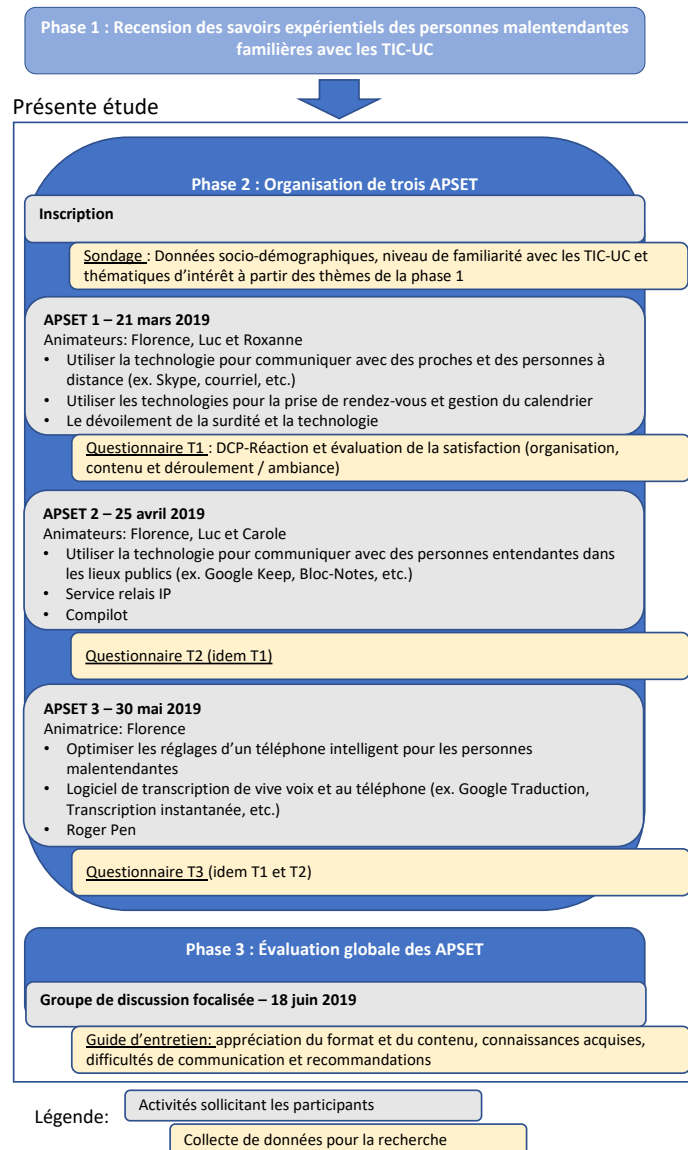 Phase 1 : Recension des savoirs expérientiels des personnes malentendantes
familières avec les TIC-UC
Présente étude
Phase 2 : Organisation de trois APSET
Inscription
Sondage : Données socio-démographiques, niveau de familiarité avec les TIC-UC et
thématiques d’intérêt à partir des thèmes de la phase 1
APSET 1 – 21 mars 2019
Animateurs: Florence, Luc et Roxanne
• Utiliser la technologie pour communiquer avec des proches et des personnes à
distance (ex. Skype, courriel, etc.)
• Utiliser les technologies pour la prise de rendez-vous et gestion du calendrier
• Le dévoilement de la surdité et la technologie
Questionnaire T1 : DCP-Réaction et évaluation de la satisfaction (organisation,
contenu et déroulement / ambiance)
APSET 2 – 25 avril 2019
Animateurs: Florence, Luc et Carole
• Utiliser la technologie pour communiquer avec des personnes entendantes dans
les lieux publics (ex. Google Keep, Bloc-Notes, etc.)
• Service relais IP
• Compilot
Questionnaire T2 (idem T1)
APSET 3 – 30 mai 2019
Animatrice: Florence
• Optimiser les réglages d’un téléphone intelligent pour les personnes
malentendantes
• Logiciel de transcription de vive voix et au téléphone (ex. Google Traduction,
Transcription instantanée, etc.)
• Roger Pen
Questionnaire T3 (idem T1 et T2)
Phase 3 : Évaluation globale des APSET
Groupe de discussion focalisée – 18 juin 2019
Guide d’entretien: appréciation du format et du contenu, connaissances acquises,
difficultés de communication et recommandations
Légende:
Activités sollicitant les participants
Collecte de données pour la recherche